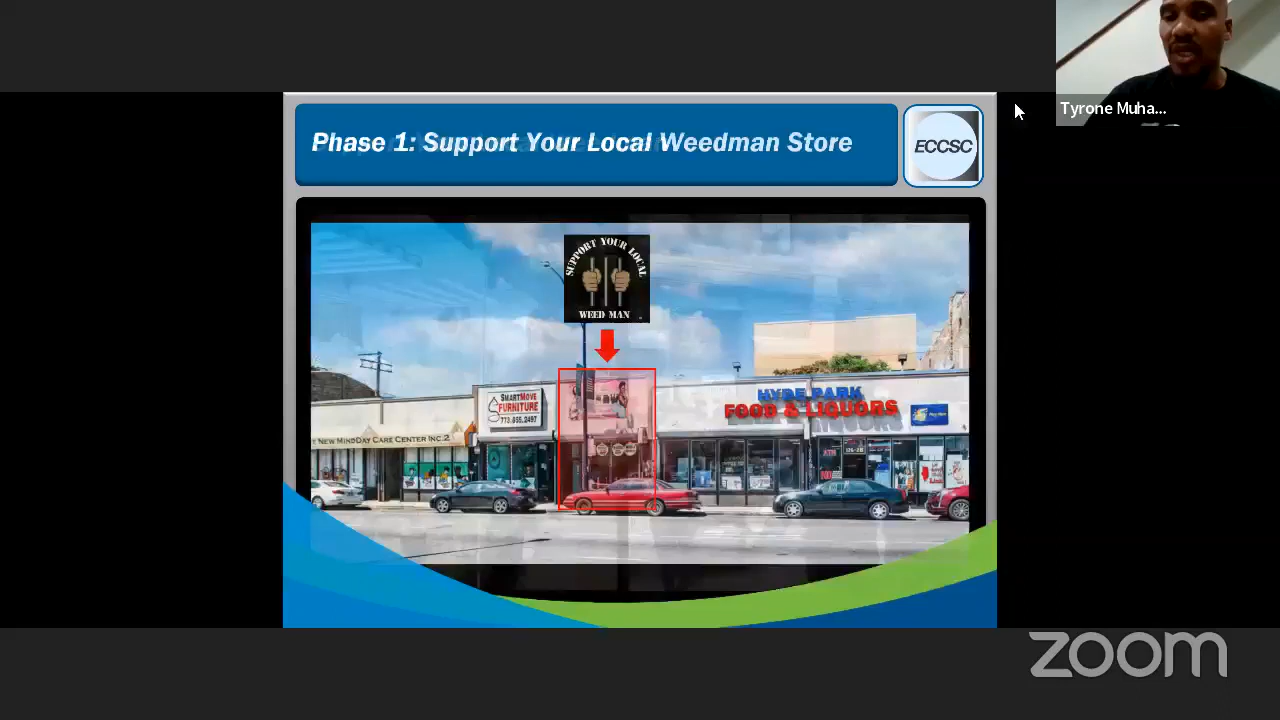 Tyrone Muha...
Phase 1: Support Your Local Weedman Store
ECCSC
SUPPORT YOUR LOCAL
WEED MAN
SMARTMOVE
FURNITURE
773.855.2497
NEW MINDDAY CARE CENTER INC.2
HYDE PARK
FOOD & LIQUORS
ATM
zoom